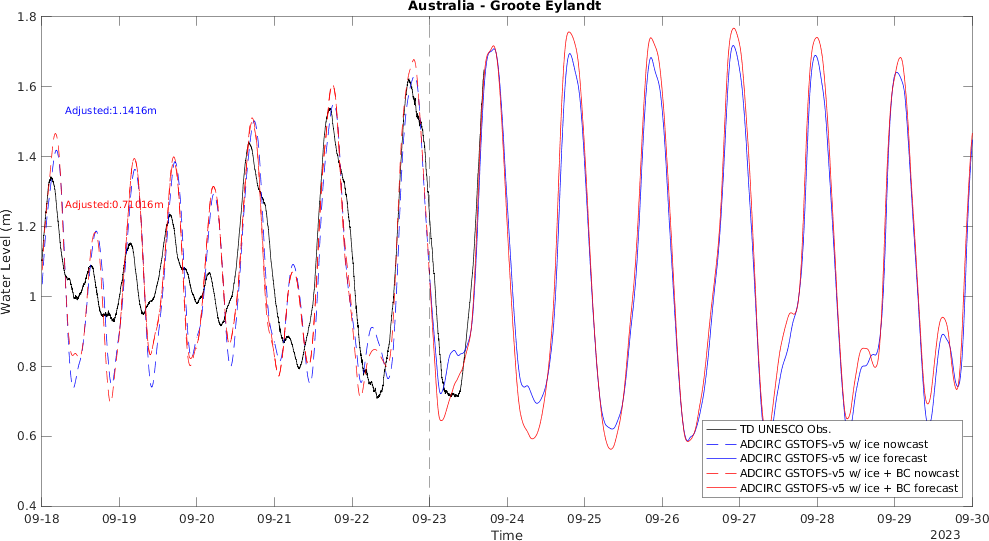 Australia - Groote Eylandt
1.8
1.6
1.4
1.2
1
0.8
0.6
0.4
Water Level (m)
Adjusted:1.1416m
Adjusted:0.71016m
TD UNESCO Obs.
ADCIRC GSTOFS-v5 w/ ice nowcast
ADCIRC GSTOFS-v5 w/ ice forecast
ADCIRC GSTOFS-v5 w/ ice + BC nowcast
ADCIRC GSTOFS-v5 w/ ice + BC forecast
09-18 09-19 09-20 09-21 09-22 09-23 09-24 09-25 09-26 09-27 09-28 09-29 09-30
Time
2023